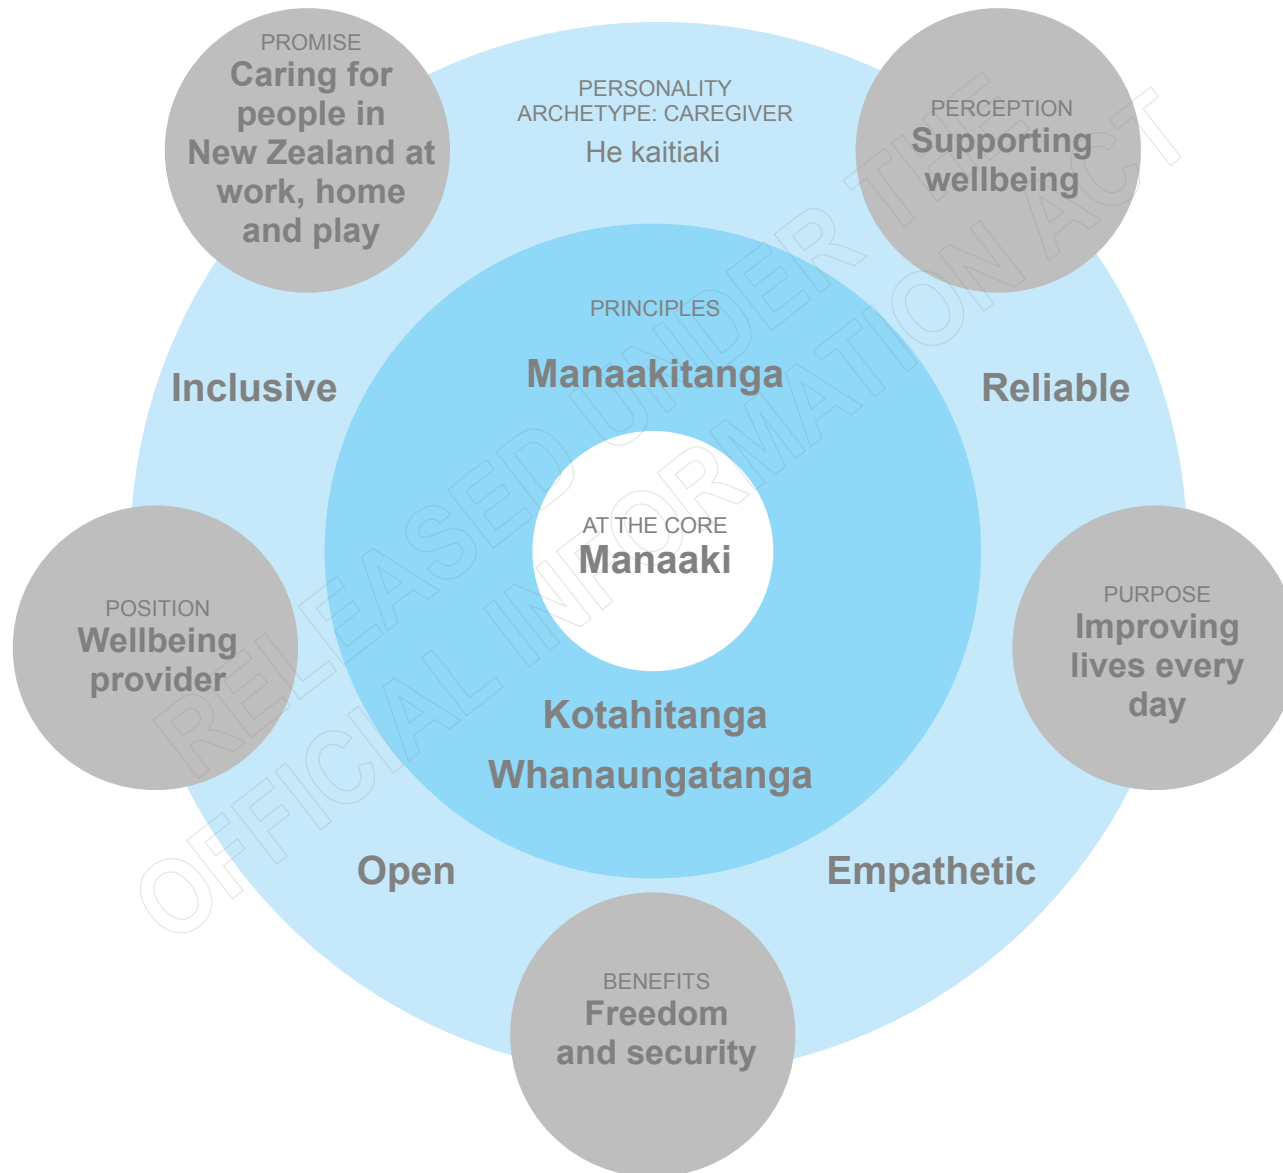 PROMISE
Caring for
people in
New Zealand at
work, home
and play
PERSONALITY
ARCHETYPE: CAREGIVER
He kaitiaki
PERCEPTION
Supporting
wellbeing
PRINCIPLES
Manaakitanga
Inclusive
Reliable
AT THE CORE
Manaaki
POSITION
Wellbeing
provider
PURPOSE
Improving
lives every
day
Kotahitanga
Whanaungatanga
Open
Empathetic
BENEFITS
Freedom
and security
RELEASED UNDER THE
OFFICIAL INFORMATION ACT